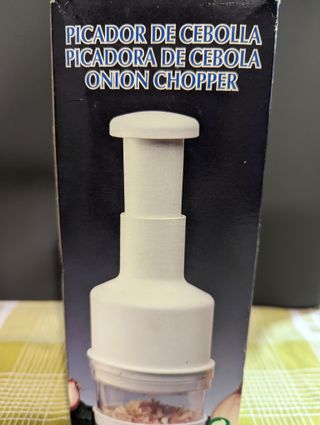 PICADOR DE CEBOLLA
PICADORA DE CEBOLA
ONION CHOPPER